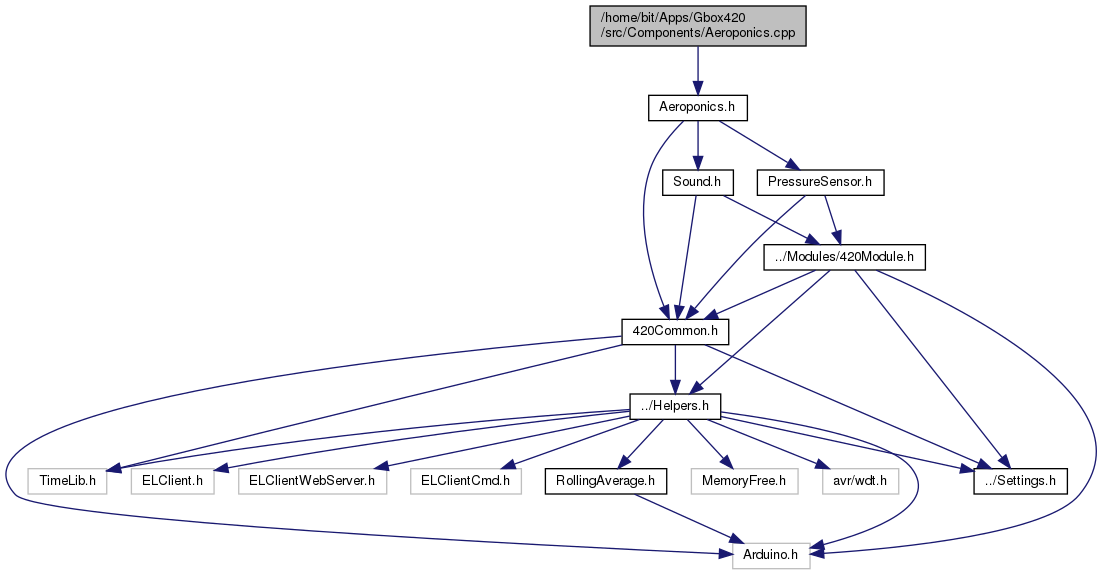 /home/bit/Apps/Gbox420
/src/Components/Aeroponics.cpp
Aeroponics.h
Sound.h
PressureSensor.h
../Modules/420Module.h
420Common.h
../Helpers.h
TimeLib.h
ELClient.h
ELClientWebServer.h
ELClientCmd.h
RollingAverage.h
MemoryFree.h
avr/wdt.h
../Settings.h
Arduino.h